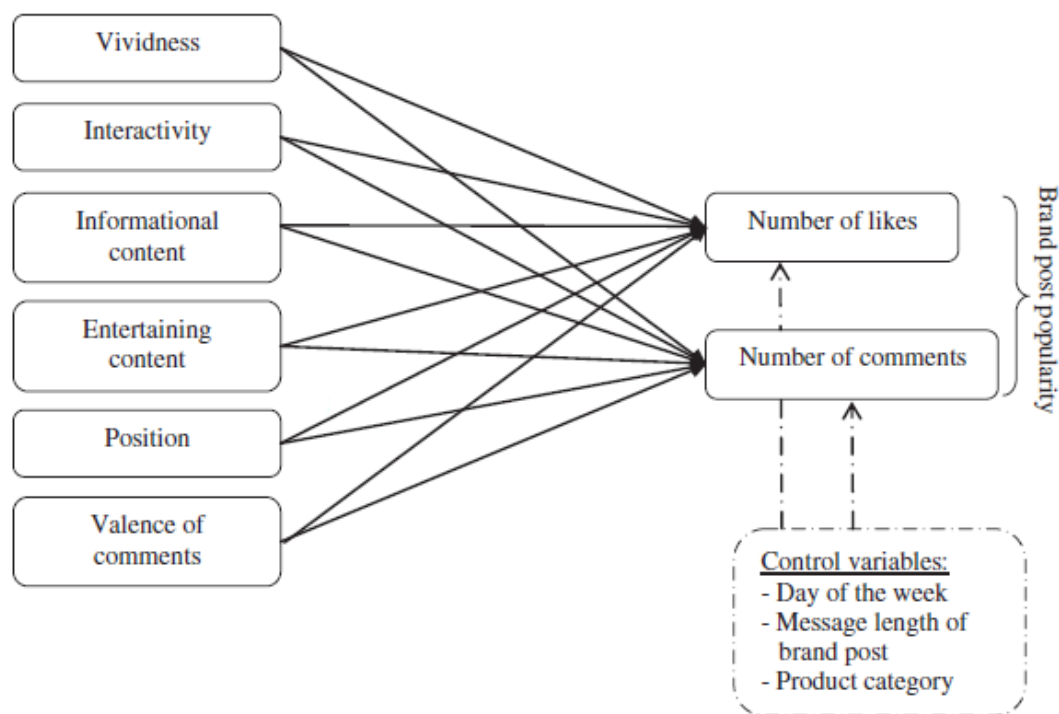 Vividness
Interactivity
Informational
content
Entertaining
content
Position
Valence of
comments
Number of likes
Number of comments
Brand post popularity
Control variables:
- Day of the week
- Message length of
brand post
- Product category